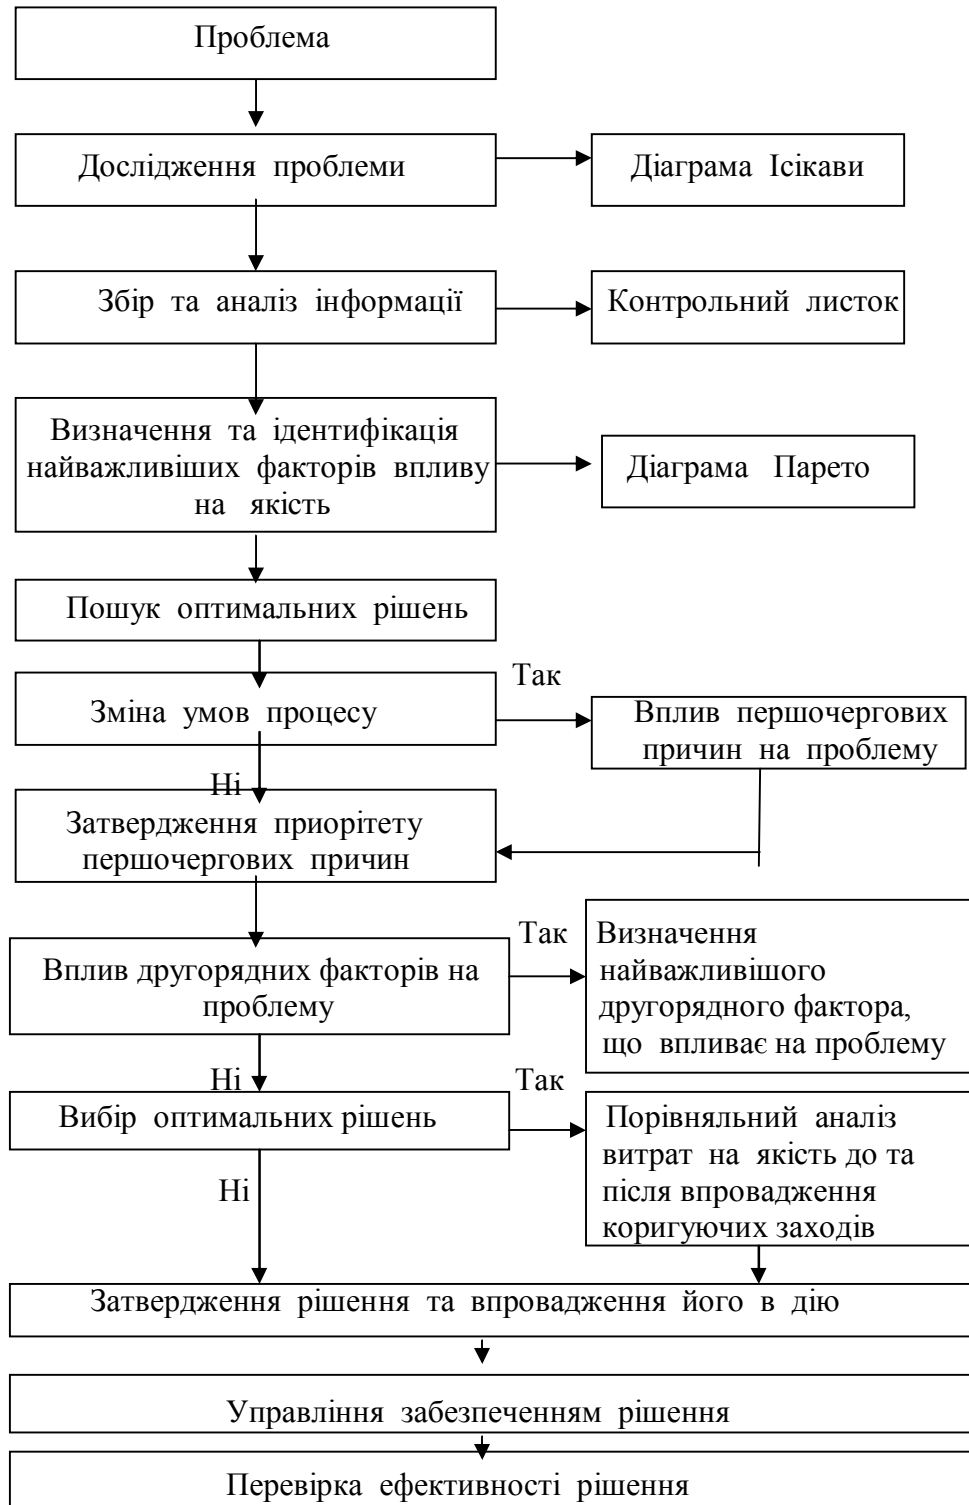 Проблема
Дослідження проблеми
Діаграма Ісікави
Збір та аналіз інформації
Контрольний листок
Визначення та ідентифікація
найважливіших факторів впливу
на якість
Діаграма Парето
Пошук оптимальних рішень
Зміна умов процесу
Так
Вплив першочергових
причин на проблему
Ні
Затвердження приорітету
першочергових причин
Вплив другорядних факторів на
проблему
Так
Визначення
найважливішого
другорядного фактора,
що впливає на проблему
Ні
Вибір оптимальних рішень
Так
Порівняльний аналіз
витрат на якість до та
після впровадження
коригуючих заходів
Ні
Затвердження рішення та впровадження його в дію
Управління забезпеченням рішення
Перевірка ефективності рішення